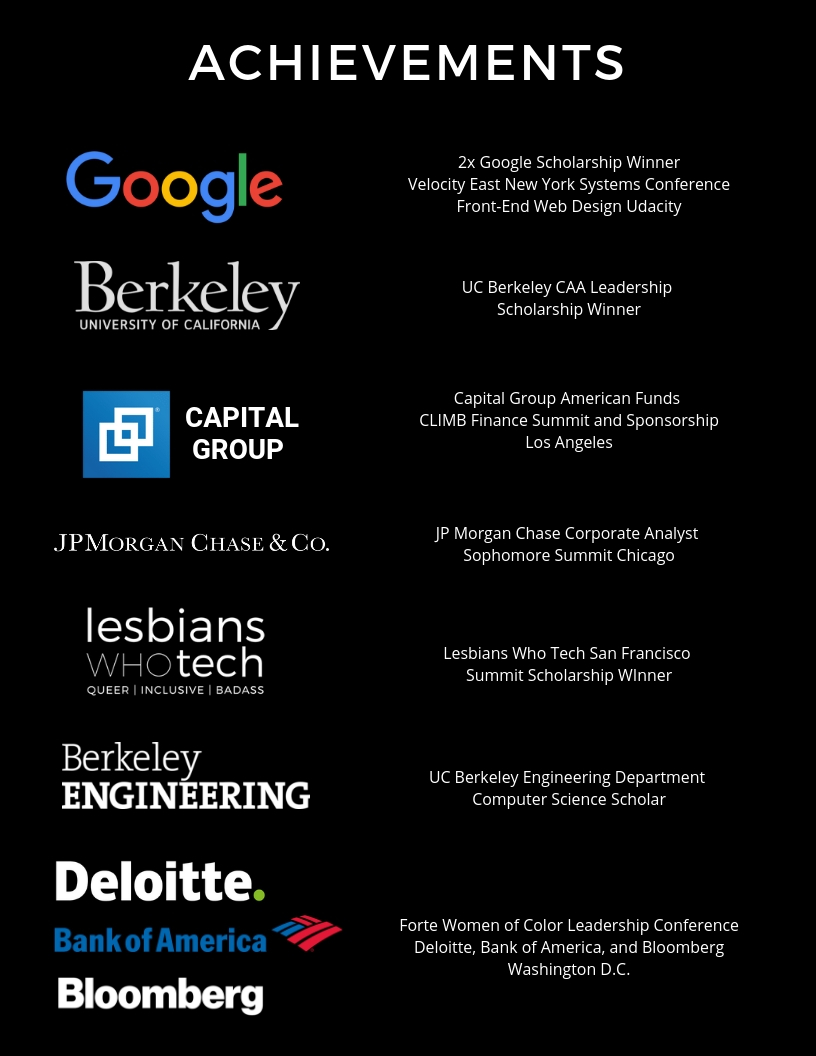 ACHIEVEMENTS
Google
2x Google Scholarship Winner
Velocity East New York Systems Conference
Front-End Web Design Udacity
Berkeley
UNIVERSITY OF CALIFORNIA
UC Berkeley CAA Leadership
Scholarship Winner
CAPITAL
GROUP
Capital Group American Funds
CLIMB Finance Summit and Sponsorship
Los Angeles
JPMORGAN CHASE & CO.
JP Morgan Chase Corporate Analyst
Sophomore Summit Chicago
lesbians
WHOtech
QUEER | INCLUSIVE | BADASS
Lesbians Who Tech San Francisco
Summit Scholarship WInner
Berkeley
ENGINEERING
UC Berkeley Engineering Department
Computer Science Scholar
Deloitte.
Bank of America
Bloomberg
Forte Women of Color Leadership Conference
Deloitte, Bank of America, and Bloomberg
Washington D.C.